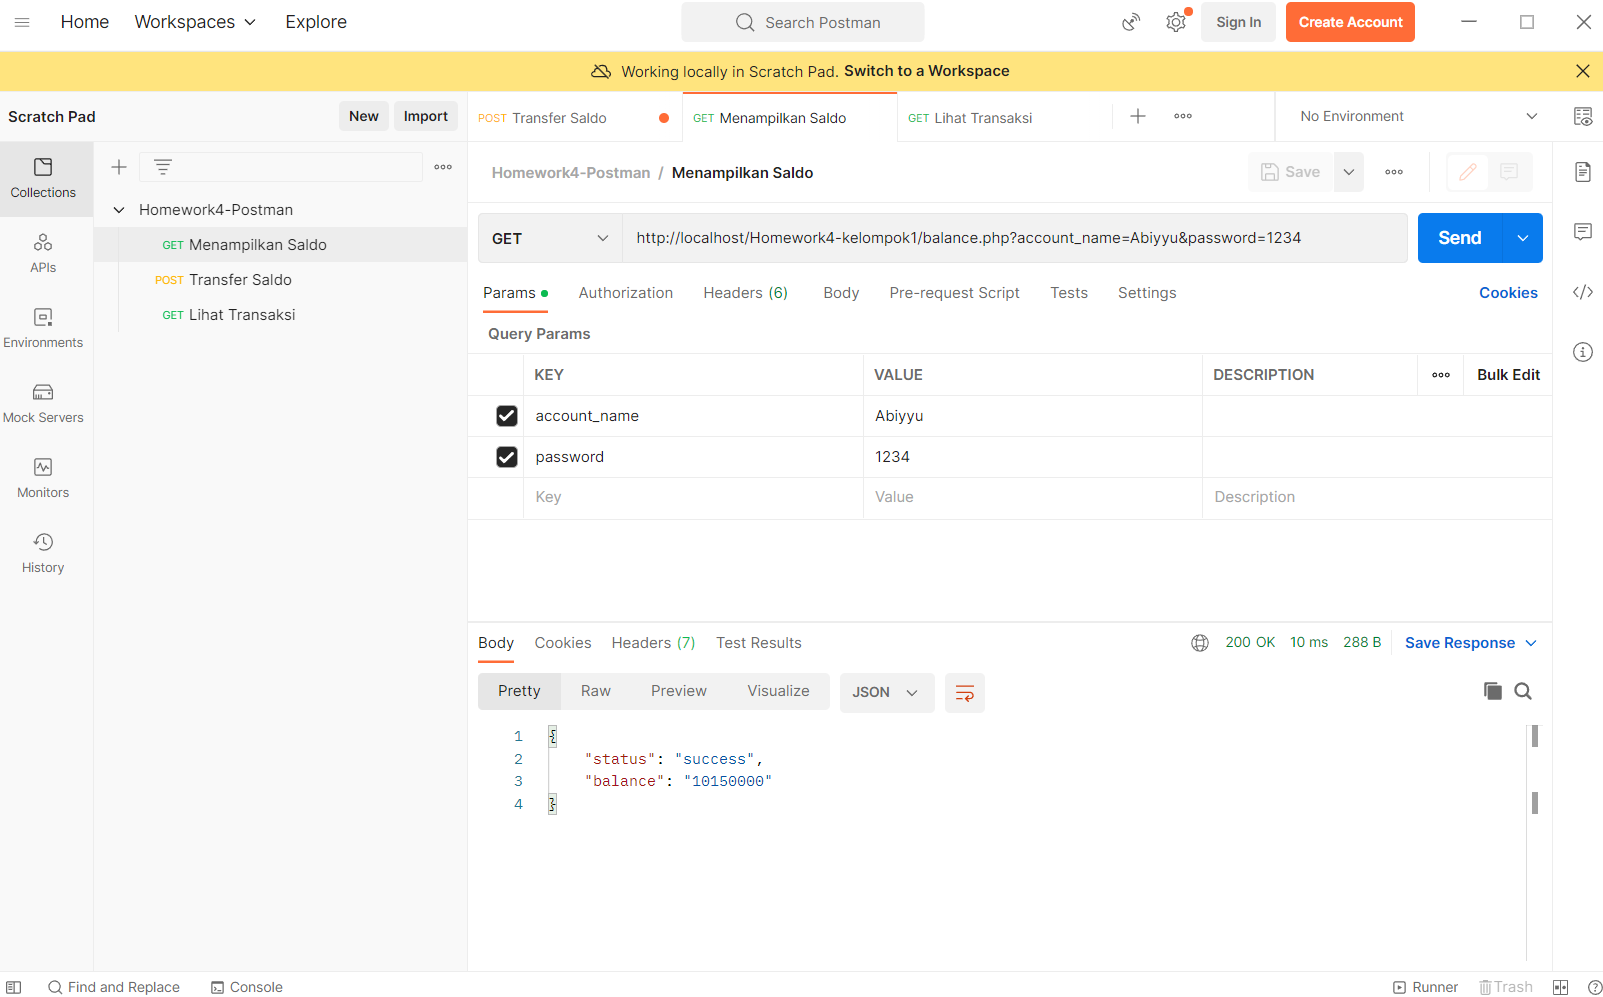 Home Workspaces Explore Search Postman Sign In Create Account
Working locally in Scratch Pad. Switch to a Workspace
Scratch Pad New Import
POST Transfer Saldo GET Menampilkan Saldo GET Lihat Transaksi No Environment
Collections
APIs
Environments
Mock Servers
Monitors
History
Homework4-Postman
GET Menampilkan Saldo
POST Transfer Saldo
GET Lihat Transaksi
Homework4-Postman / Menampilkan Saldo Save
GET http://localhost/Homework4-kelompok1/balance.php?account_name=Abiyyu&password=1234 Send
Params Authorization Headers (6) Body Pre-request Script Tests Settings Cookies
Query Params
KEY VALUE DESCRIPTION Bulk Edit
account_name Abiyyu
password 1234
Key Value Description
Body Cookies Headers (7) Test Results 200 OK 10 ms 288 B Save Response
Pretty Raw Preview Visualize JSON
1 {
2 "status": "success",
3 "balance": "10150000"
4 }
Find and Replace Console Runner Trash